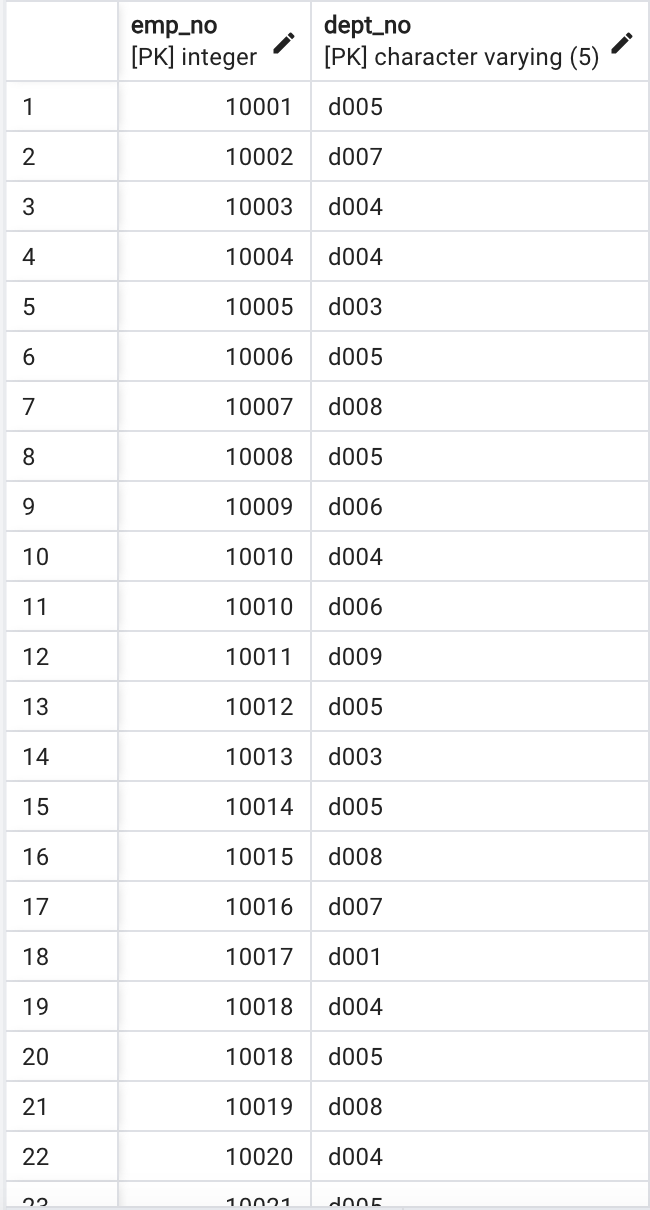 emp_no dept_no
[PK] integer [PK] character varying (5)
1 10001 d005
2 10002 d007
3 10003 d004
4 10004 d004
5 10005 d003
6 10006 d005
7 10007 d008
8 10008 d005
9 10009 d006
10 10010 d004
11 10010 d006
12 10011 d009
13 10012 d005
14 10013 d003
15 10014 d005
16 10015 d008
17 10016 d007
18 10017 d001
19 10018 d004
20 10018 d005
21 10019 d008
22 10020 d004
23 10021 d005